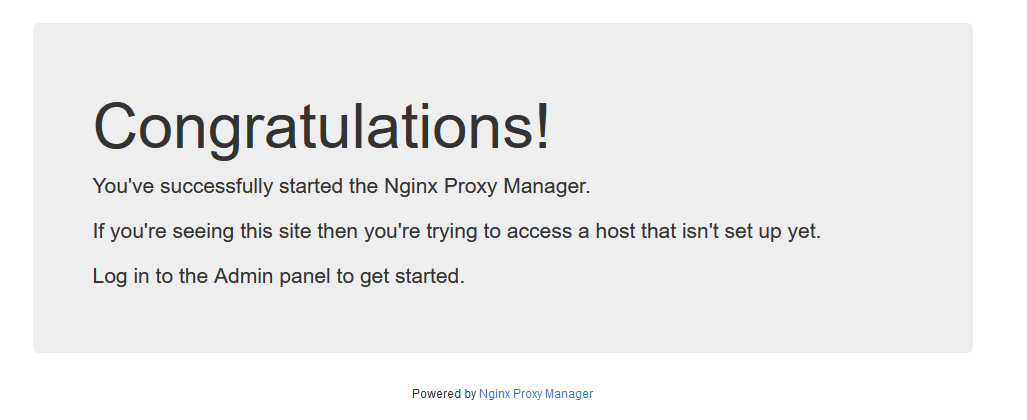 Congratulations!
You've successfully started the Nginx Proxy Manager.
If you're seeing this site then you're trying to access a host that isn't set up yet.
Log in to the Admin panel to get started.
Powered by Nginx Proxy Manager